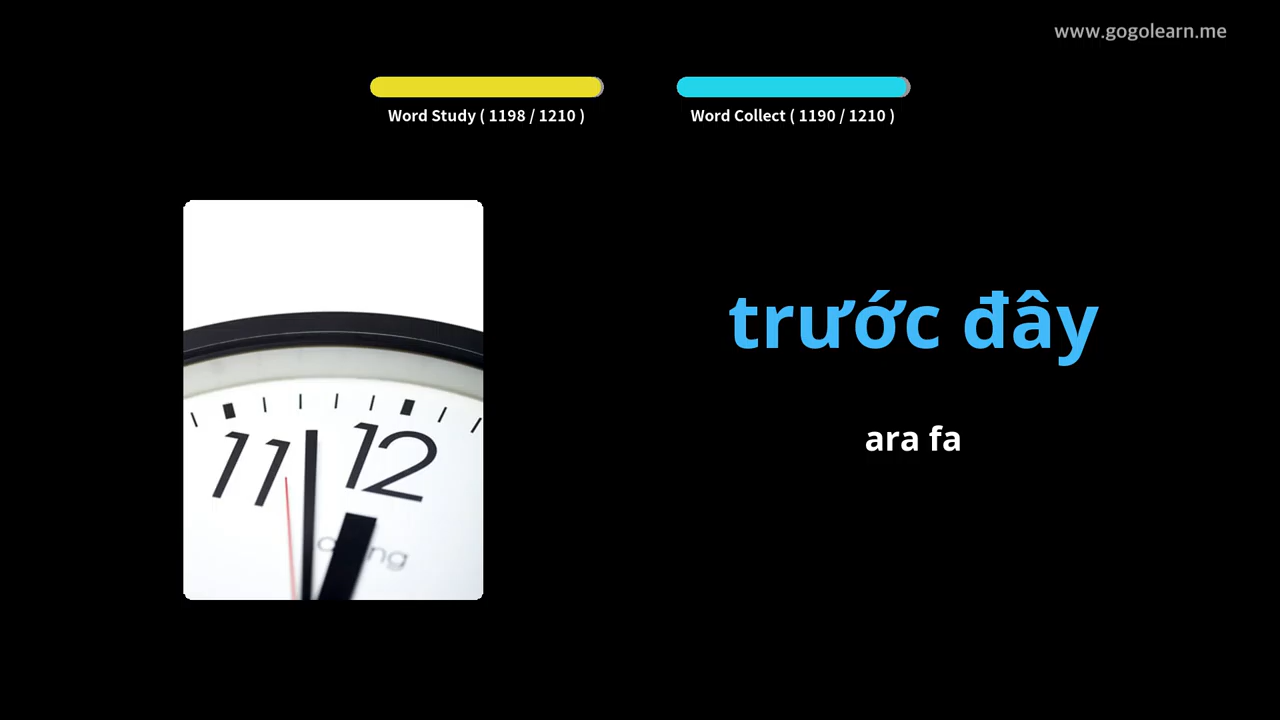 www.gogolearn.me
Word Study ( 1198 / 1210 )
Word Collect ( 1190 / 1210 )
11 12
trước đây
ara fa